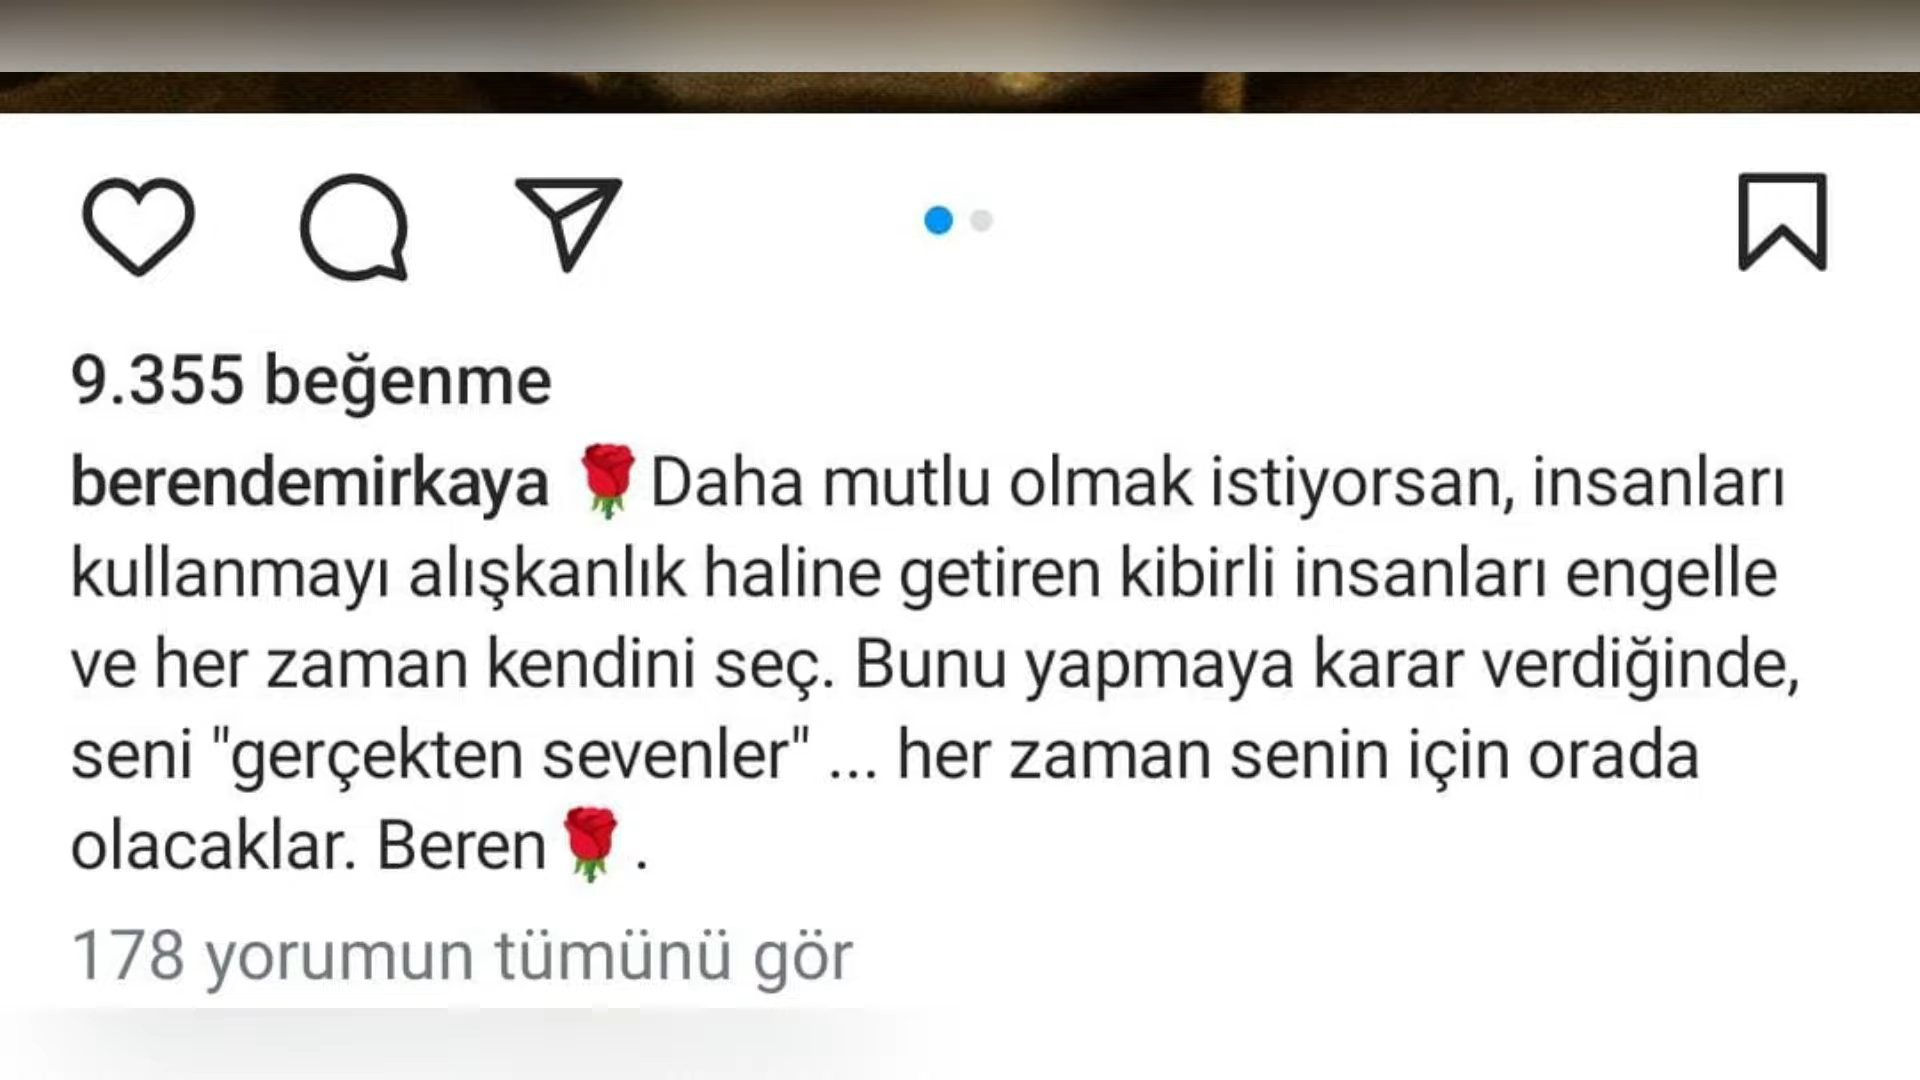 9.355 beğenme
berendemirkaya 🌹Daha mutlu olmak istiyorsan, insanları
kullanmayı alışkanlık haline getiren kibirli insanları engelle
ve her zaman kendini seç. Bunu yapmaya karar verdiğinde,
seni "gerçekten sevenler" ... her zaman senin için orada
olacaklar. Beren🌹.
178 yorumun tümünü gör